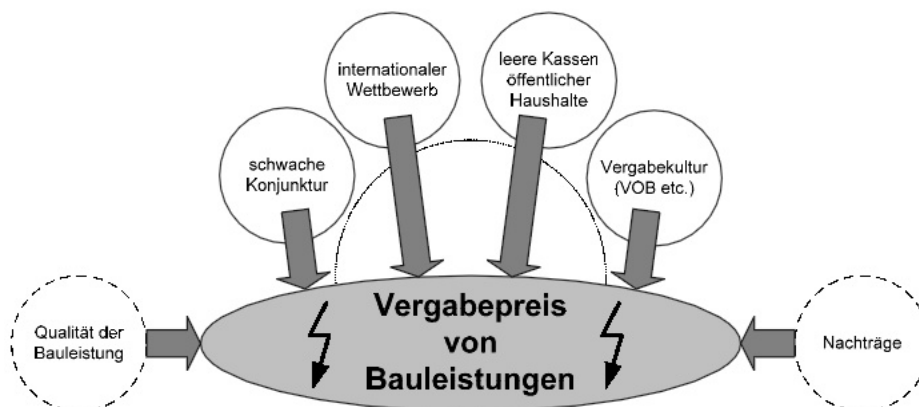 internationaler
Wettbewerb
leere Kassen
öffentlicher
Haushalte
schwache
Konjunktur
Vergabekultur
(VOB etc.)
Qualität der
Bauleistung
Vergabepreis
von
Bauleistungen
Nachträge